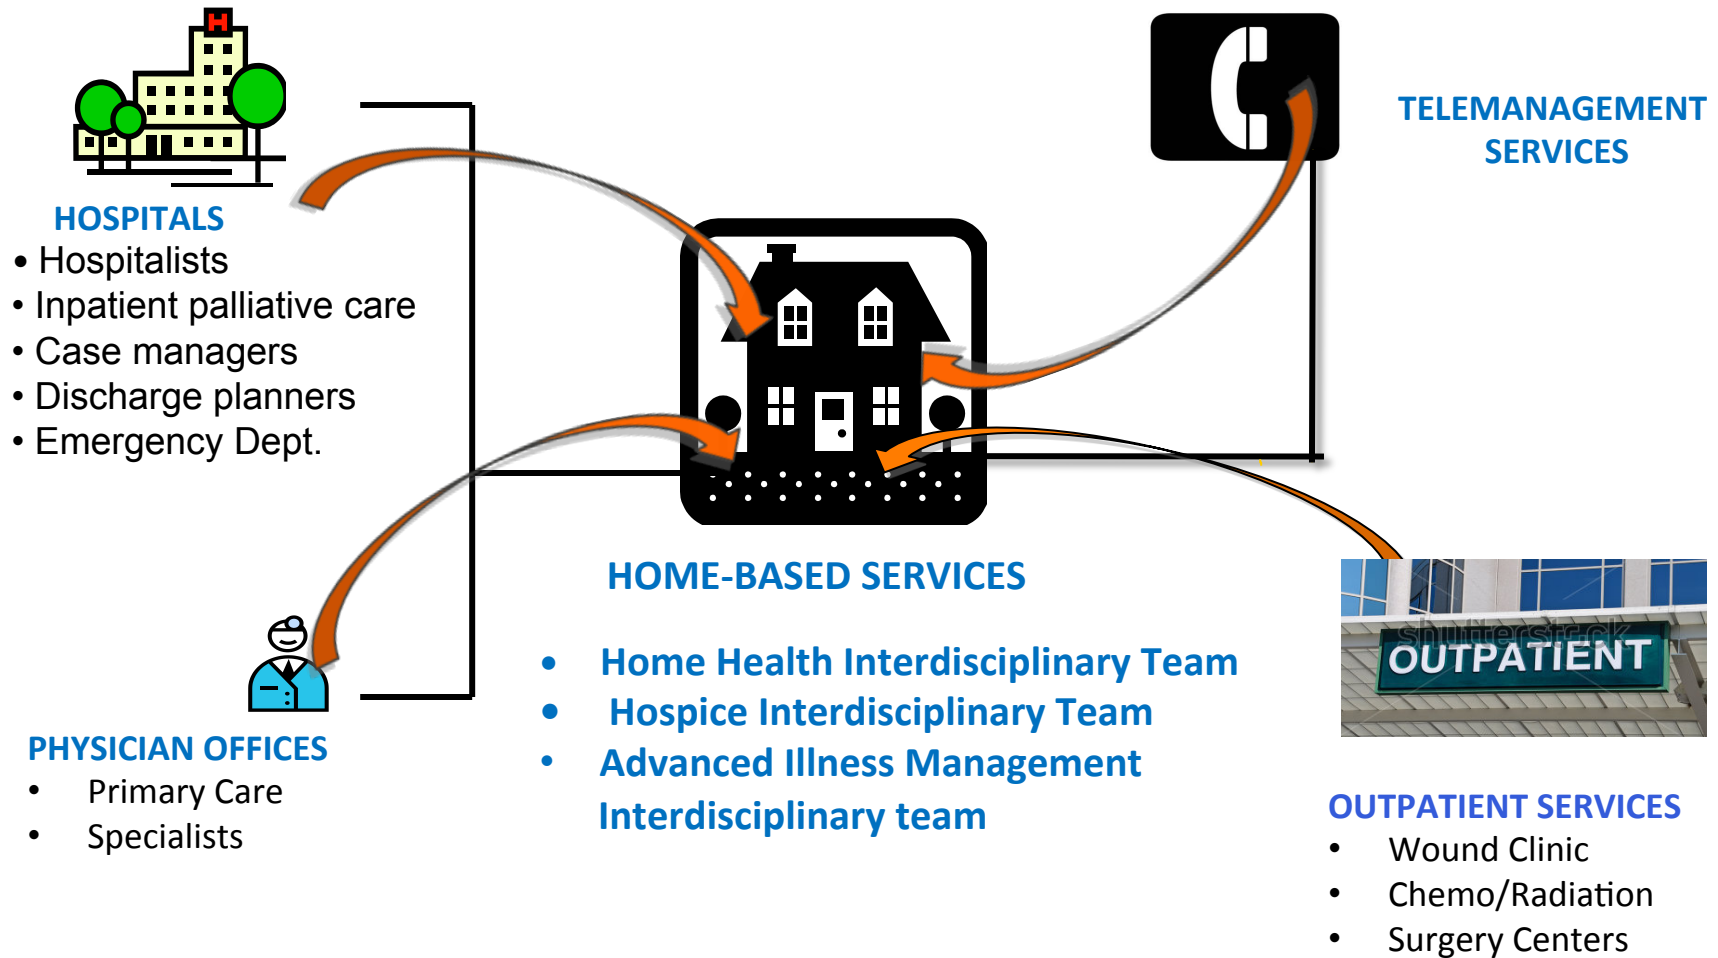 H
TELEMANAGEMENT
SERVICES
HOSPITALS
• Hospitalists
• Inpatient palliative care
• Case managers
• Discharge planners
• Emergency Dept.
HOME-BASED SERVICES
• Home Health Interdisciplinary Team
• Hospice Interdisciplinary Team
• Advanced Illness Management
Interdisciplinary team
PHYSICIAN OFFICES
• Primary Care
• Specialists
shutterstock
OUTPATIENT
OUTPATIENT SERVICES
• Wound Clinic
• Chemo/Radiation
• Surgery Centers